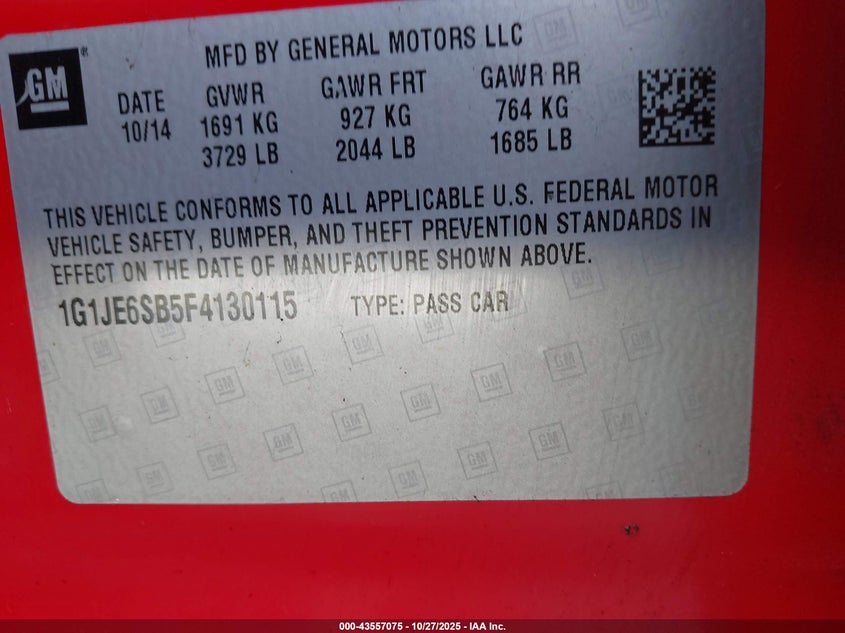 MFD BY GENERAL MOTORS LLC
GM®
DATE GVWR GAWR FRT GAWR RR
10/14 1691 KG 927 KG 764 KG
3729 LB 2044 LB 1685 LB
THIS VEHICLE CONFORMS TO ALL APPLICABLE U.S. FEDERAL MOTOR
VEHICLE SAFETY, BUMPER, AND THEFT PREVENTION STANDARDS IN
EFFECT ON THE DATE OF MANUFACTURE SHOWN ABOVE.
1G1JE6SB5F4130115 TYPE: PASS CAR
000-43557075 - 10/27/2025 - IAA Inc.